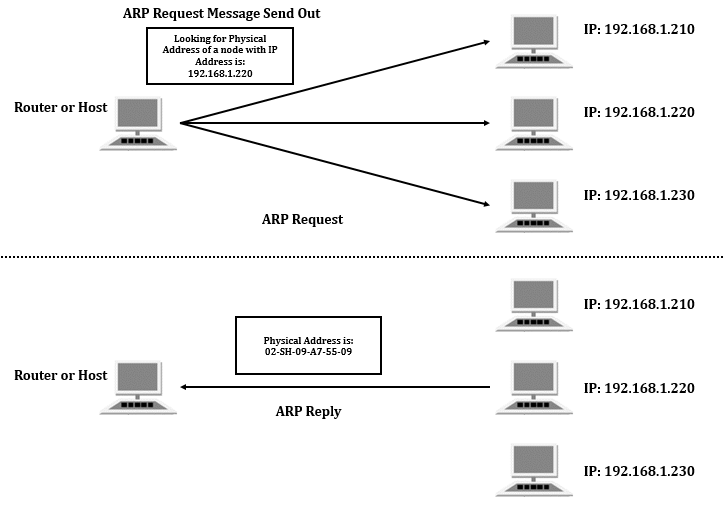 ARP Request Message Send Out
Looking for Physical
Address of a node with IP
Address is:
192.168.1.220
IP: 192.168.1.210
Router or Host
IP: 192.168.1.220
IP: 192.168.1.230
ARP Request
IP: 192.168.1.210
Physical Address is:
02-SH-09-A7-55-09
Router or Host
IP: 192.168.1.220
ARP Reply
IP: 192.168.1.230